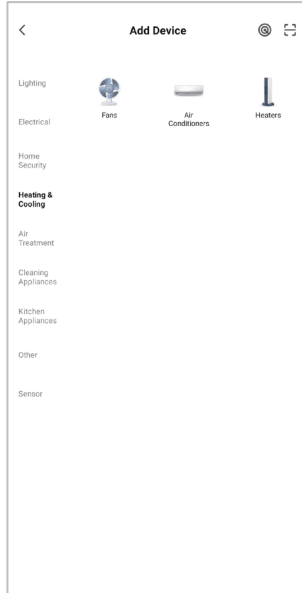 Add Device
Lighting
Electrical
Home
Security
Heating &
Cooling
Air
Treatment
Cleaning
Appliances
Kitchen
Appliances
Other
Sensor
Fans
Air
Conditioners
Heaters